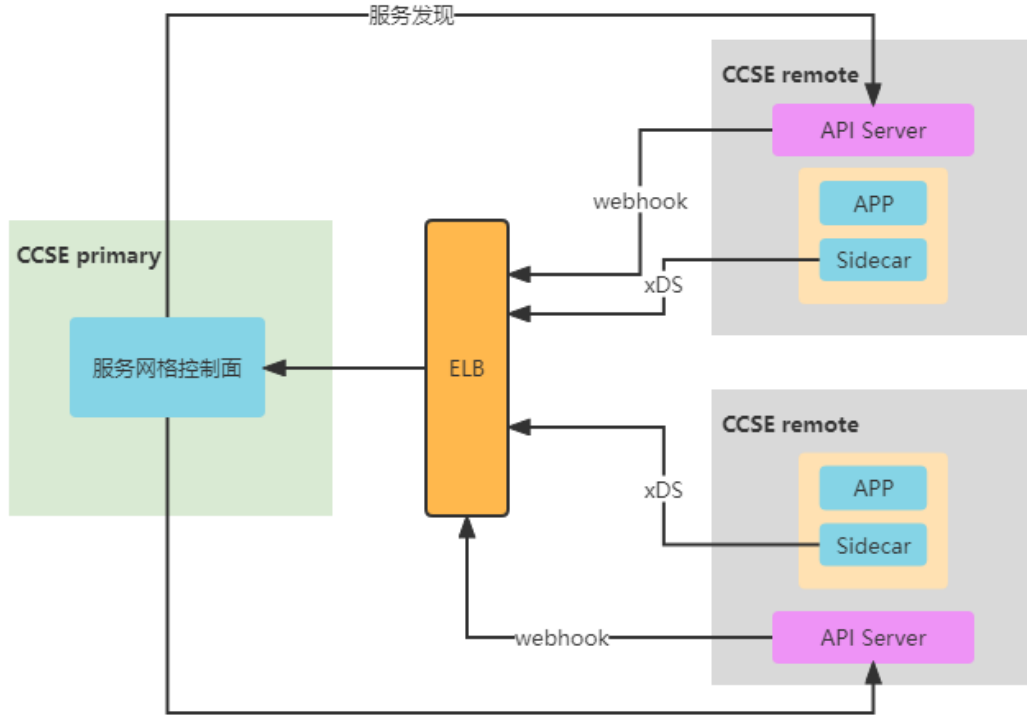 服务发现
CCSE remote
API Server
webhook
APP
Sidecar
xDS
CCSE primary
服务网格控制面
ELB
CCSE remote
APP
xDS
Sidecar
webhook
API Server